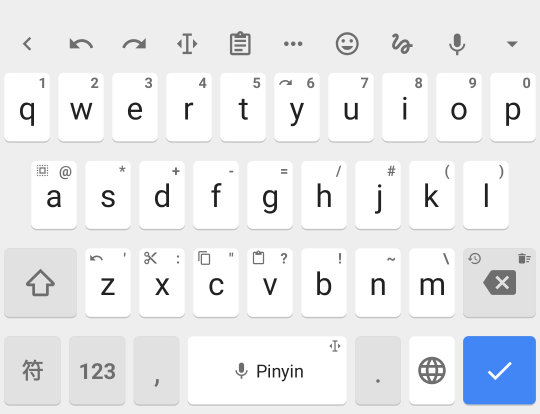 1 2 3 4 5 6 7 8 9 0
q w e r t y u i o p
@ * + - = / # ( )
a s d f g h j k l
' : " ? ! ~ \
z x c v b n m
符 123 , Pinyin .